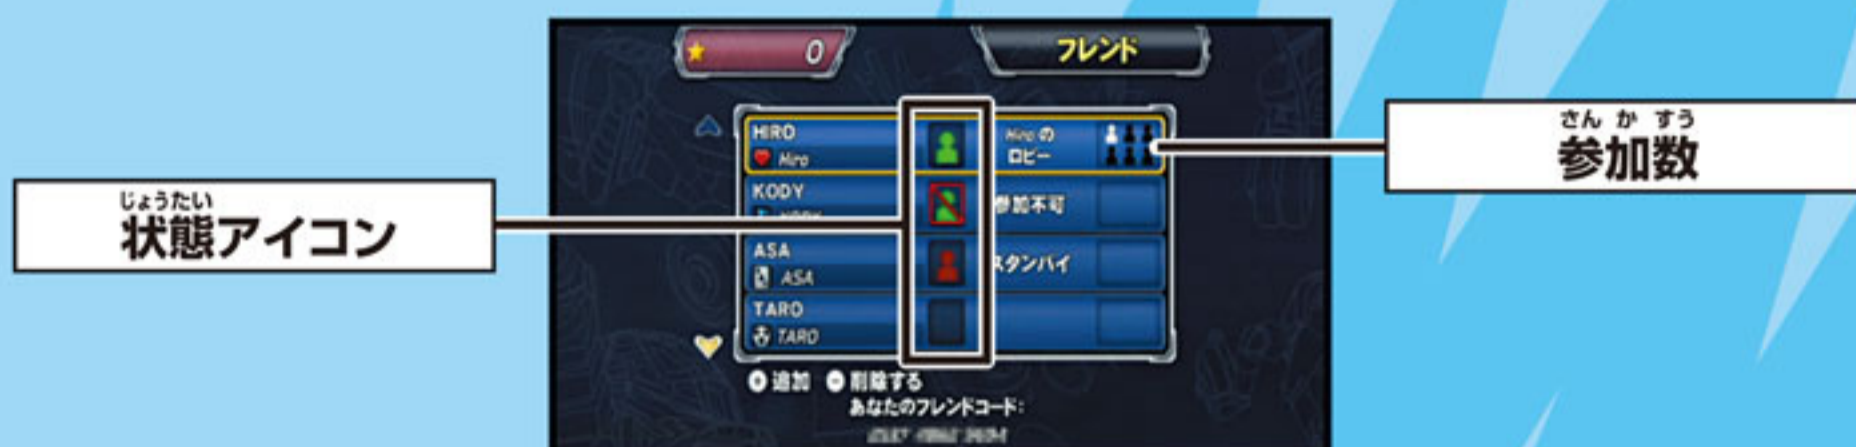 0
フレンド
さんかすう
参加数
じょうたい
状態アイコン
HIRO
Hiro
Hiroの
ロビー
KODY
参加不可
ASA
ASA
スタンバイ
TARO
TARO
追加 削除する
あなたのフレンドコード: